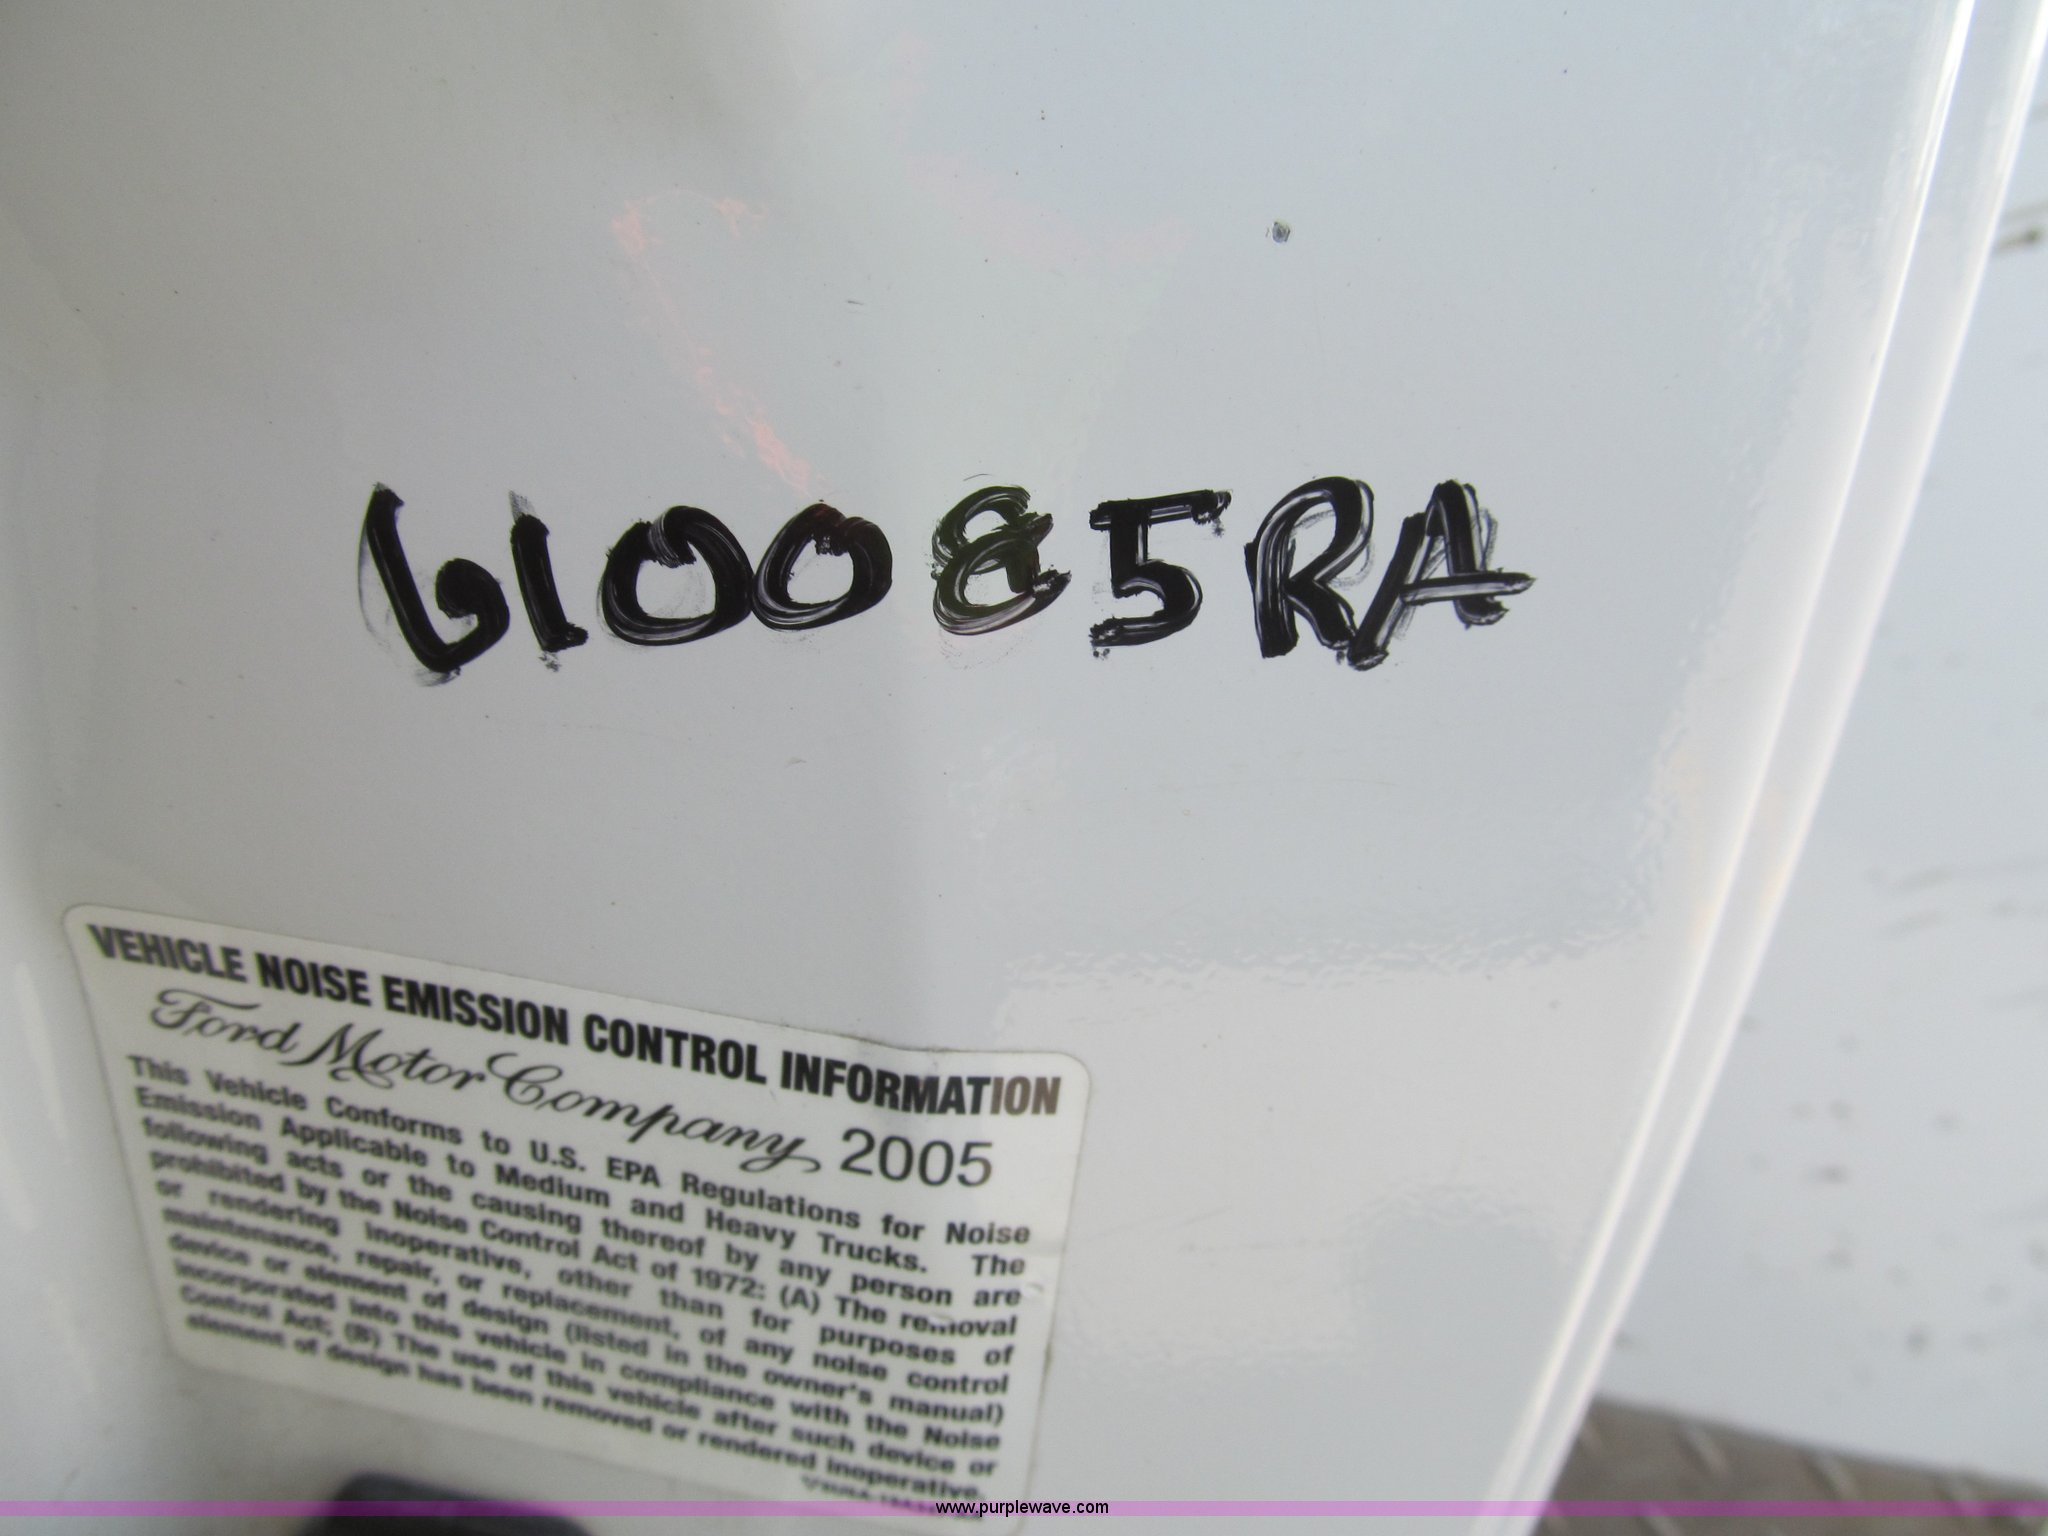 610085RA
VEHICLE NOISE EMISSION CONTROL INFORMATION
Ford Motor Company 2005
This Vehicle Conforms to U.S. EPA Regulations for Noise
Emission Applicable to Medium and Heavy Trucks. The
following acts or the causing thereof by any person are
prohibited by the Noise Control Act of 1972: (A) The removal
or rendering inoperative, other than for purposes of
maintenance, repair, or replacement, of any noise control
device or element of design (listed in the owner's manual)
incorporated into this vehicle in compliance with the Noise
Control Act; (B) The use of this vehicle after such device or
element of design has been removed or rendered inoperative.
www.purplewave.com